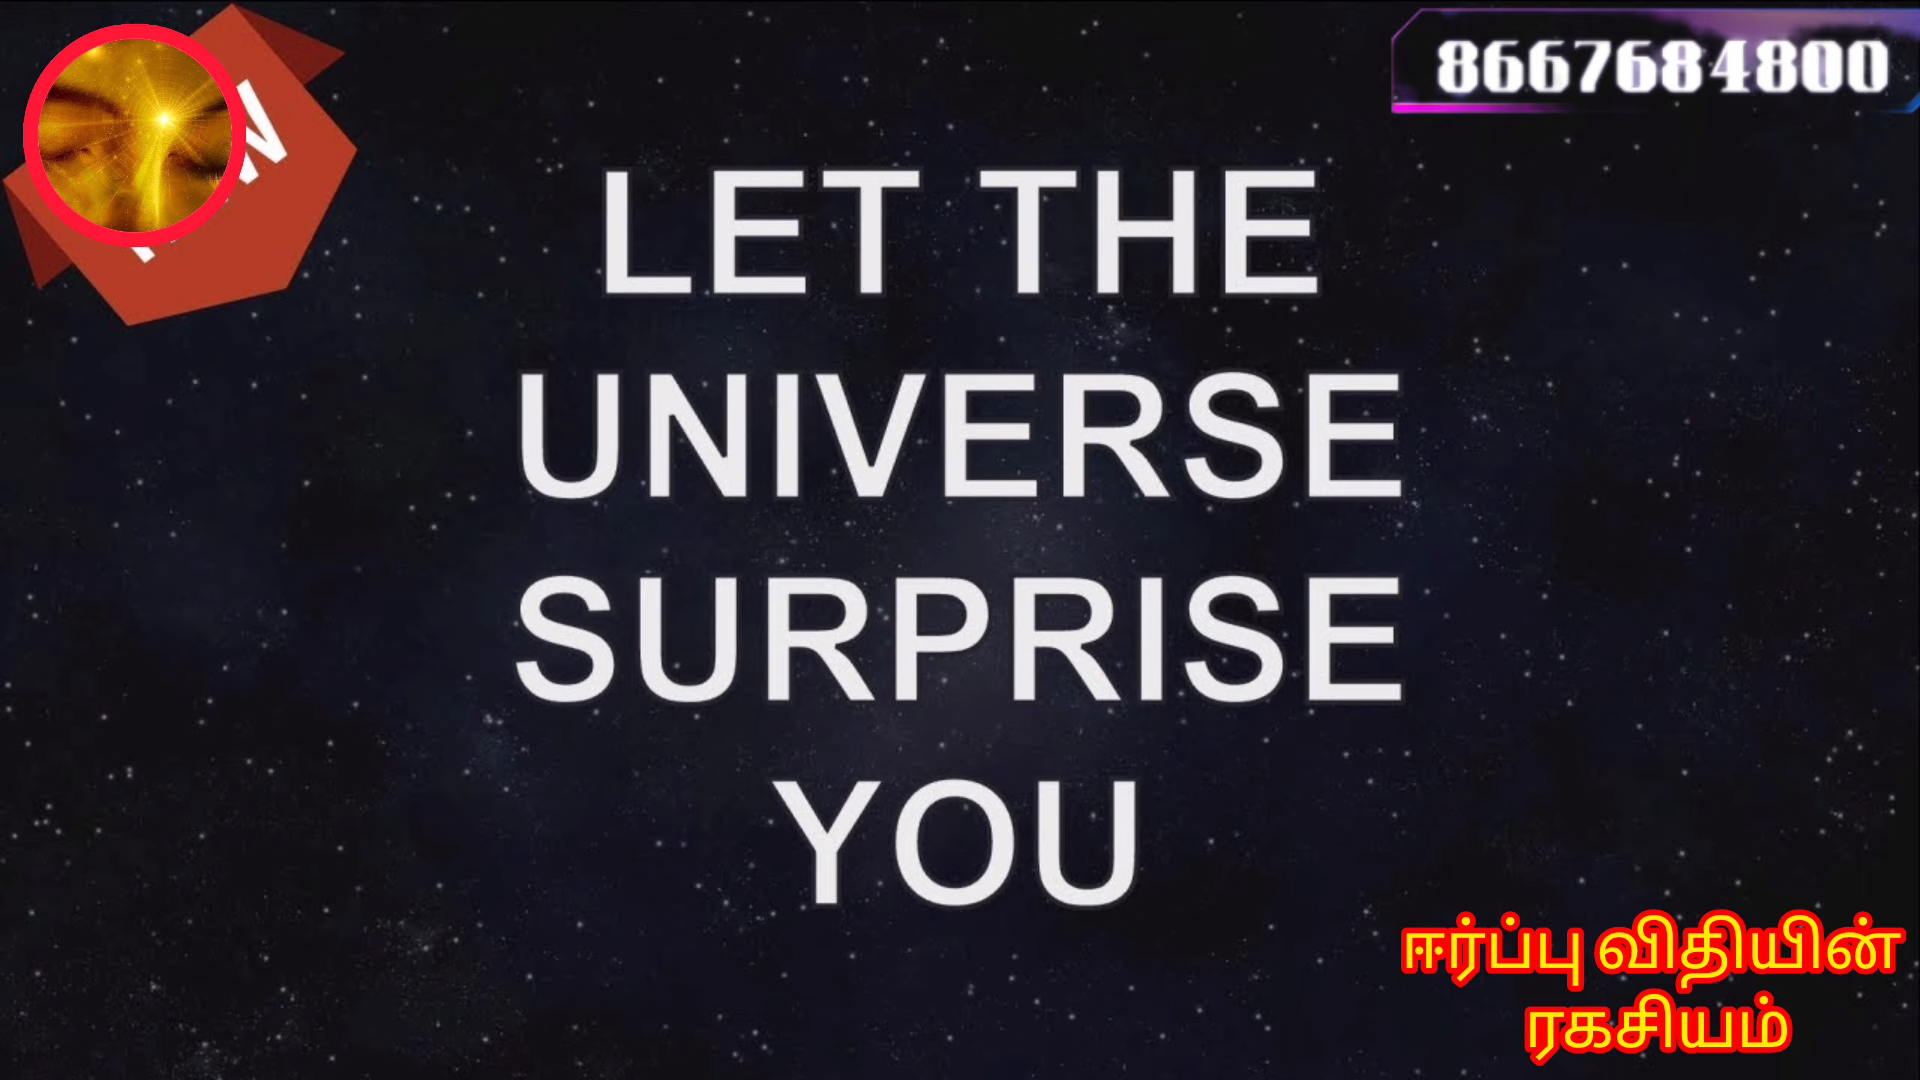 8667684800
LET THE
UNIVERSE
SURPRISE
YOU
ஈர்ப்பு விதியின்
ரகசியம்